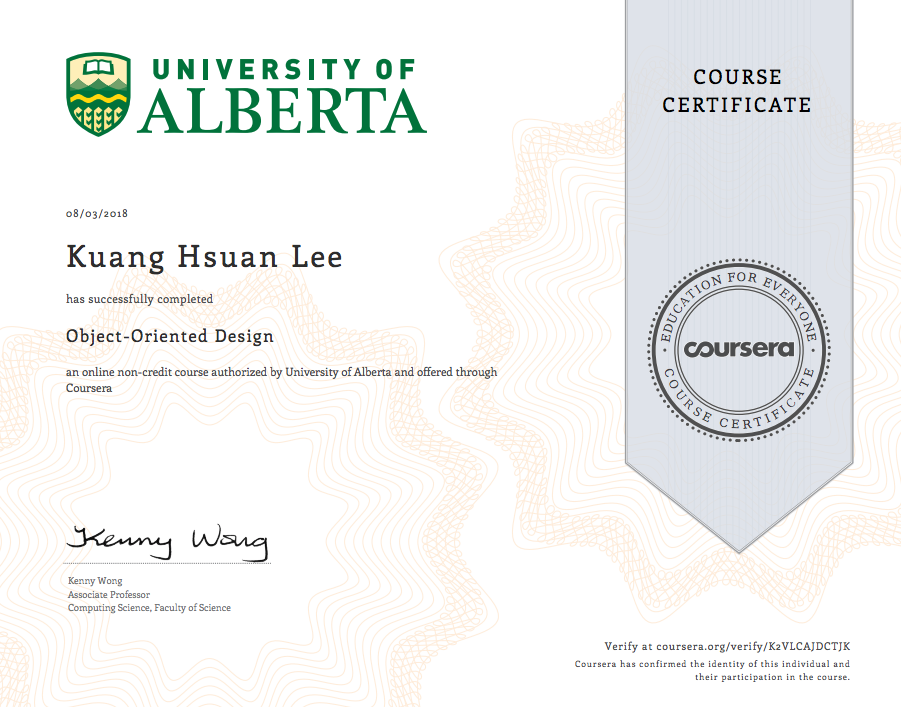 UNIVERSITY OF
ALBERTA
COURSE
CERTIFICATE
08/03/2018
Kuang Hsuan Lee
has successfully completed
Object-Oriented Design
an online non-credit course authorized by University of Alberta and offered through
Coursera
EDUCATION FOR EVERYONE
coursera
COURSE CERTIFICATE
Kenny Wong
Kenny Wong
Associate Professor
Computing Science, Faculty of Science
Verify at coursera.org/verify/K2VLCAJDCTJK
Coursera has confirmed the identity of this individual and
their participation in the course.